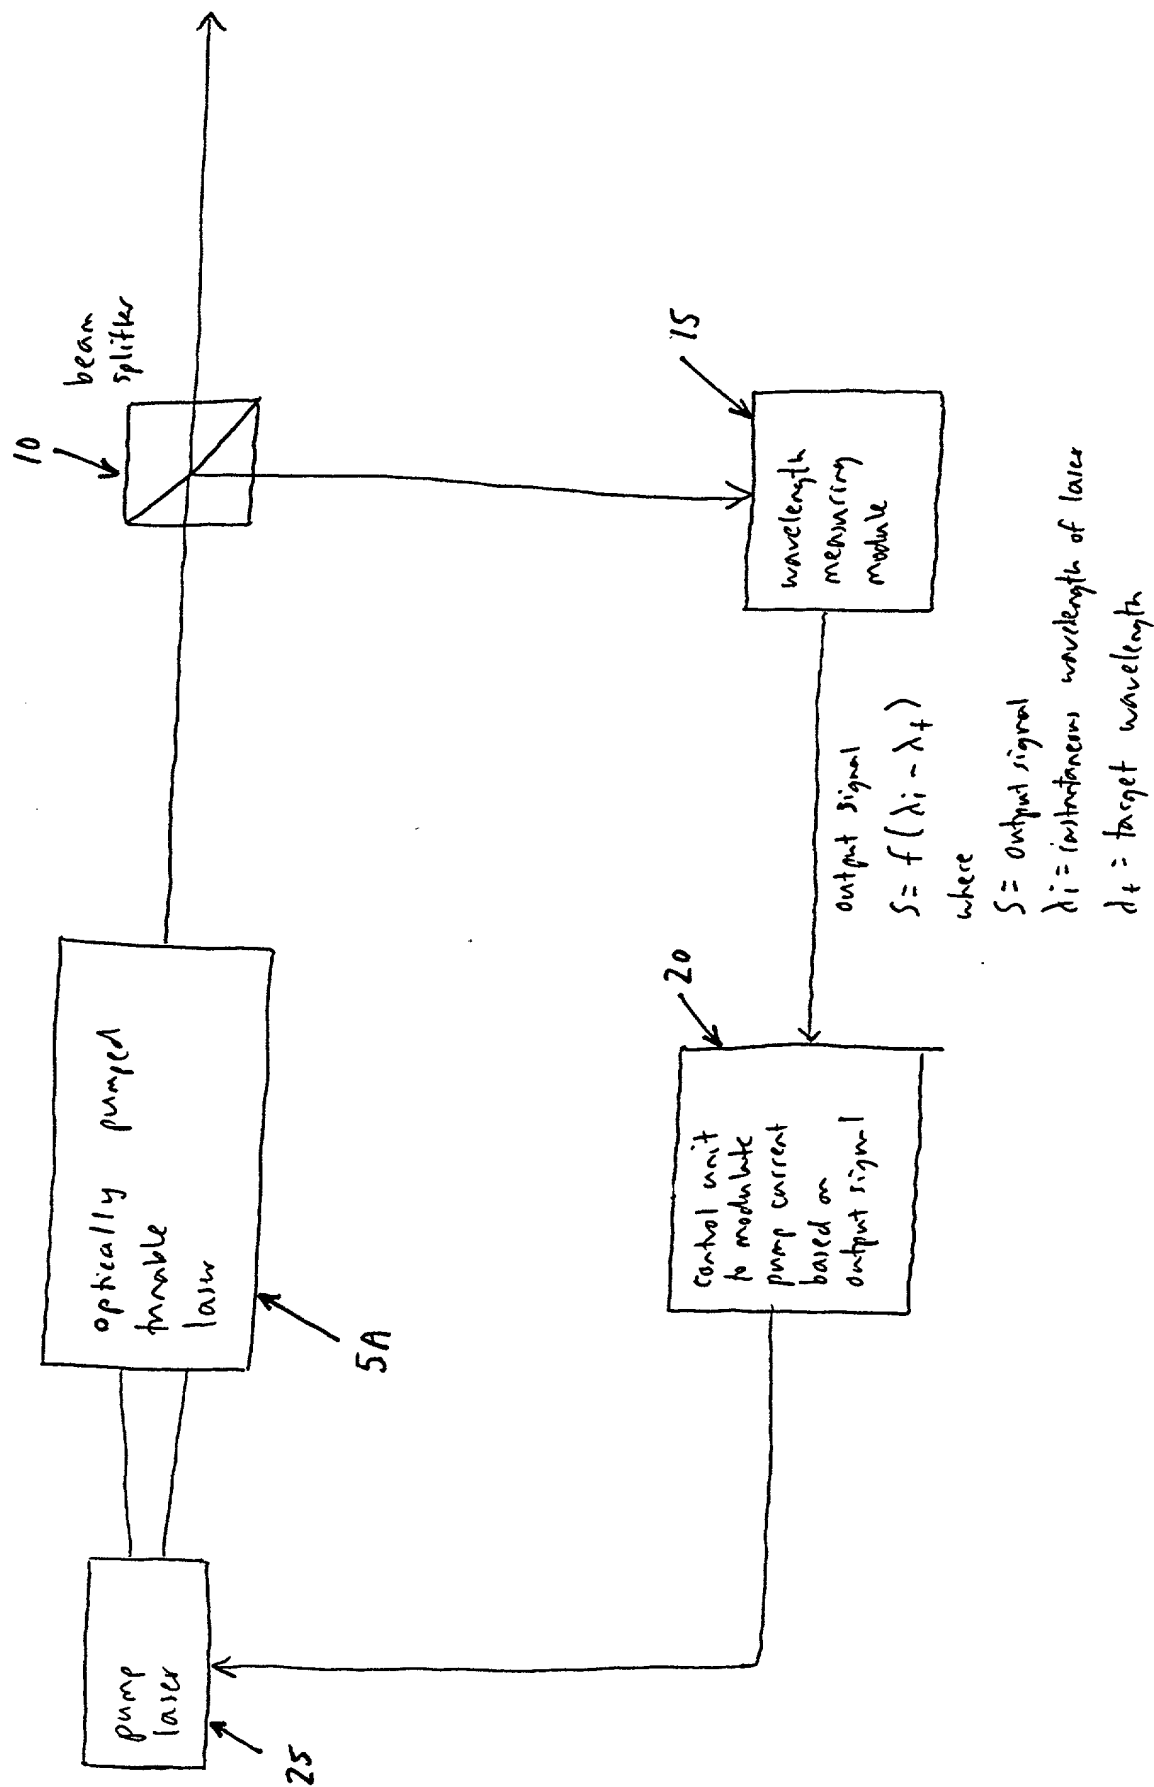 10
beam
splitter
optically pumped
tunable
laser
5A
pump
laser
25
15
wavelength
measuring
module
output signal
S = f(λi - λt)
where
S = output signal
λi = instantaneous wavelength of laser
λt = target wavelength
20
control unit
to modulate
pump current
based on
output signal